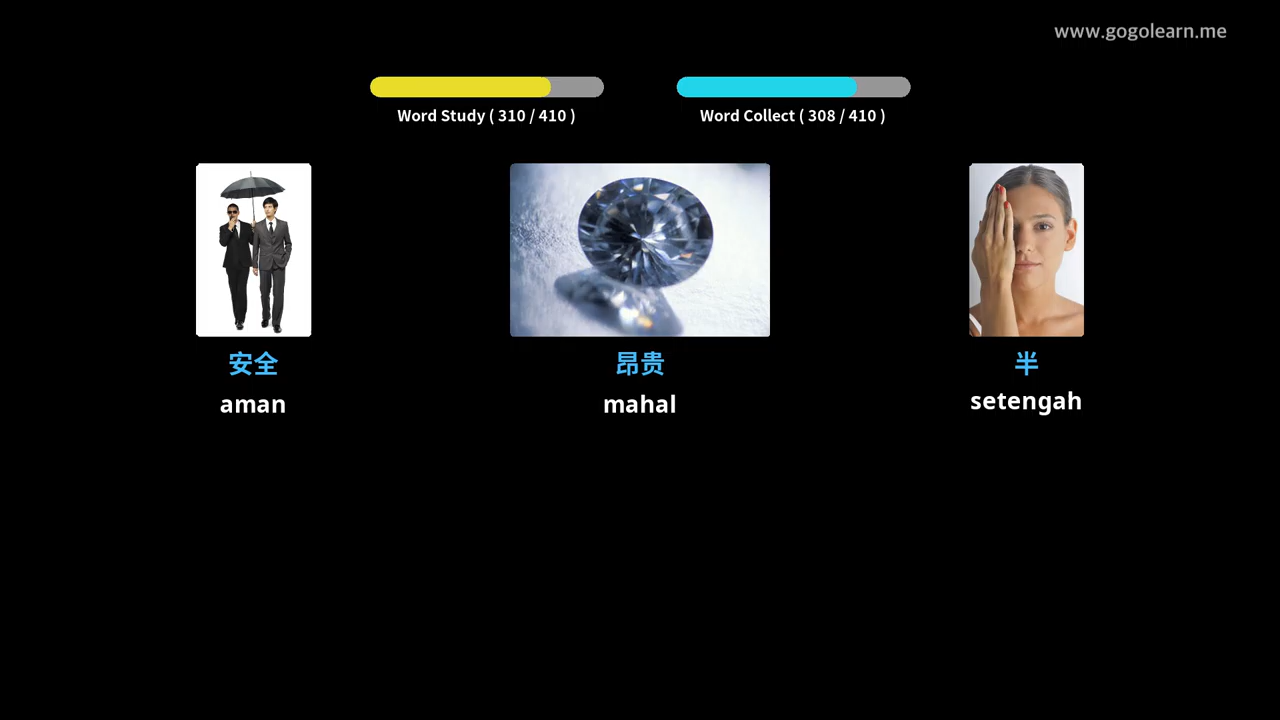 www.gogolearn.me
Word Study ( 310 / 410 )
Word Collect ( 308 / 410 )
安全
aman
昂贵
mahal
半
setengah